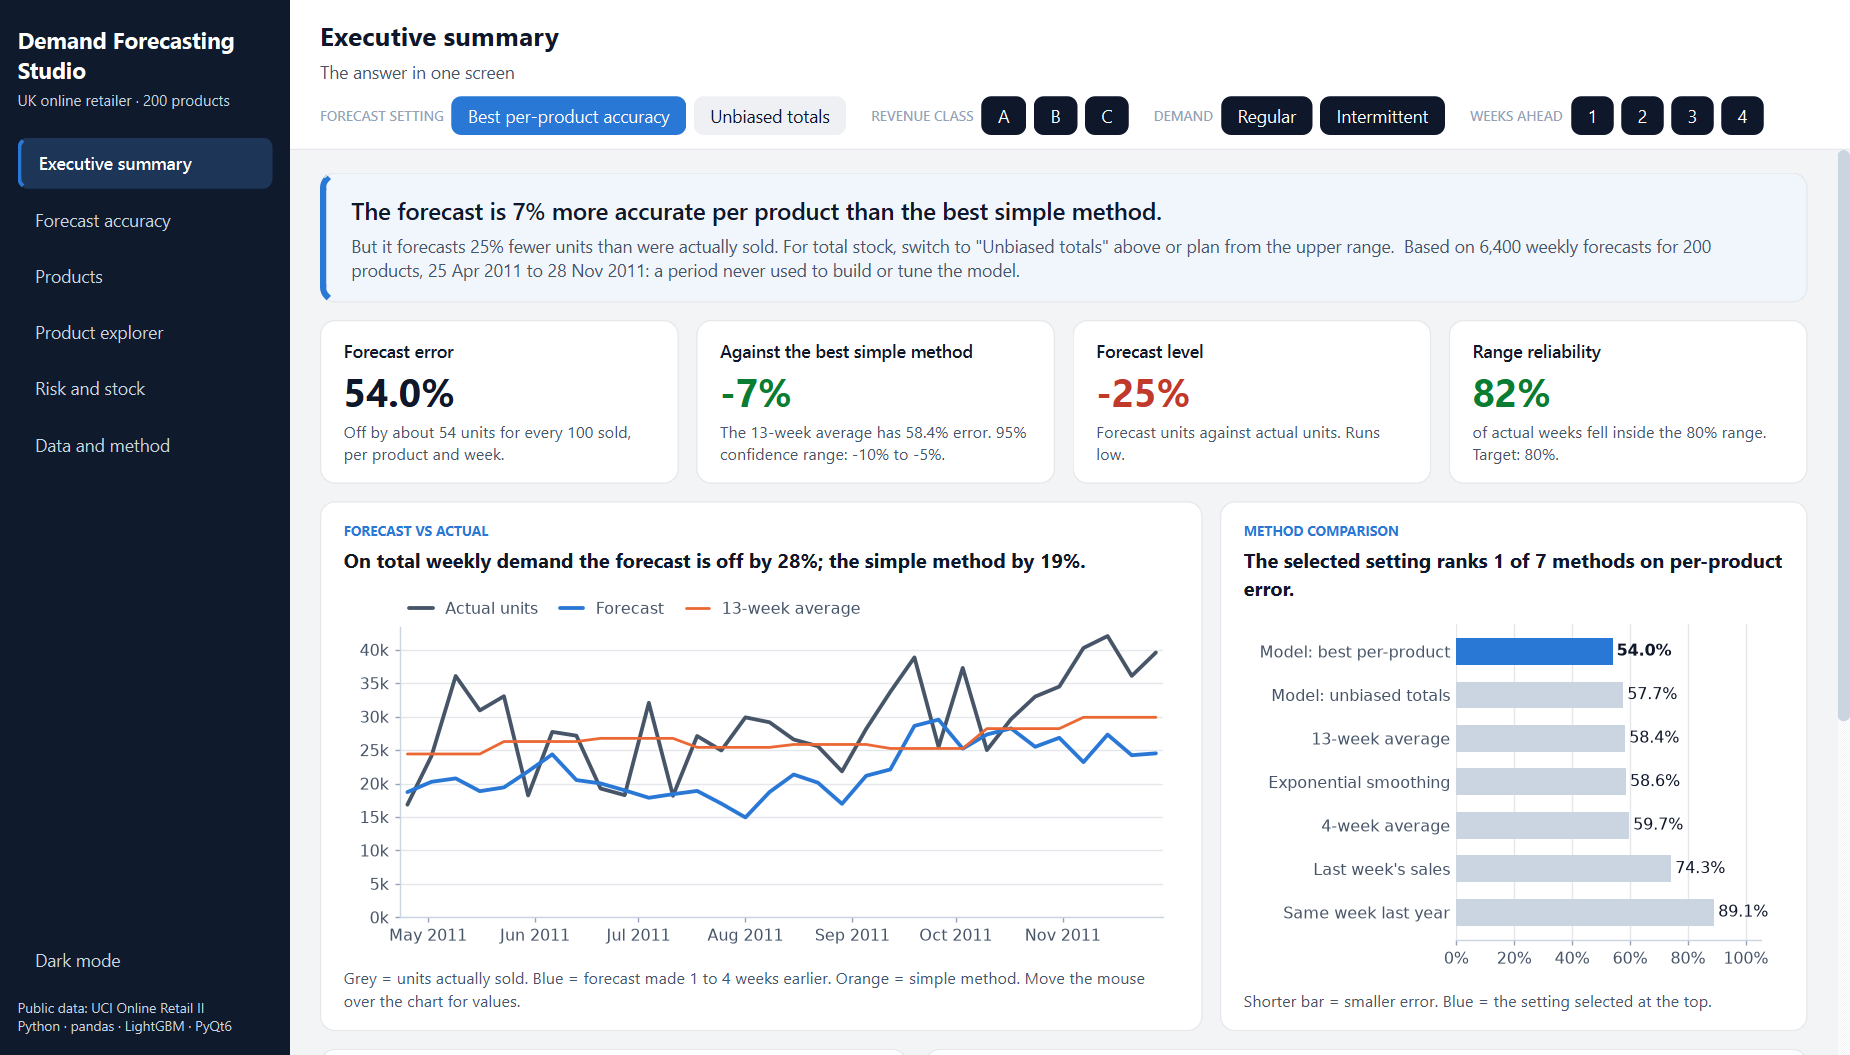 Demand Forecasting
Studio
UK online retailer · 200 products
Executive summary
Forecast accuracy
Products
Product explorer
Risk and stock
Data and method
Dark mode
Public data: UCI Online Retail II
Python · pandas · LightGBM · PyQt6
Executive summary
The answer in one screen
FORECAST SETTING Best per-product accuracy Unbiased totals REVENUE CLASS A B C DEMAND Regular Intermittent WEEKS AHEAD 1 2 3 4
The forecast is 7% more accurate per product than the best simple method.
But it forecasts 25% fewer units than were actually sold. For total stock, switch to "Unbiased totals" above or plan from the upper range. Based on 6,400 weekly forecasts for 200
products, 25 Apr 2011 to 28 Nov 2011: a period never used to build or tune the model.
Forecast error
54.0%
Off by about 54 units for every 100 sold,
per product and week.
Against the best simple method
-7%
The 13-week average has 58.4% error. 95%
confidence range: -10% to -5%.
Forecast level
-25%
Forecast units against actual units. Runs
low.
Range reliability
82%
of actual weeks fell inside the 80% range.
Target: 80%.
FORECAST VS ACTUAL
On total weekly demand the forecast is off by 28%; the simple method by 19%.
Actual units Forecast 13-week average
40k
35k
30k
25k
20k
15k
10k
5k
0k
May 2011 Jun 2011 Jul 2011 Aug 2011 Sep 2011 Oct 2011 Nov 2011
Grey = units actually sold. Blue = forecast made 1 to 4 weeks earlier. Orange = simple method. Move the mouse
over the chart for values.
METHOD COMPARISON
The selected setting ranks 1 of 7 methods on per-product
error.
Model: best per-product 54.0%
Model: unbiased totals 57.7%
13-week average 58.4%
Exponential smoothing 58.6%
4-week average 59.7%
Last week's sales 74.3%
Same week last year 89.1%
0% 20% 40% 60% 80% 100%
Shorter bar = smaller error. Blue = the setting selected at the top.